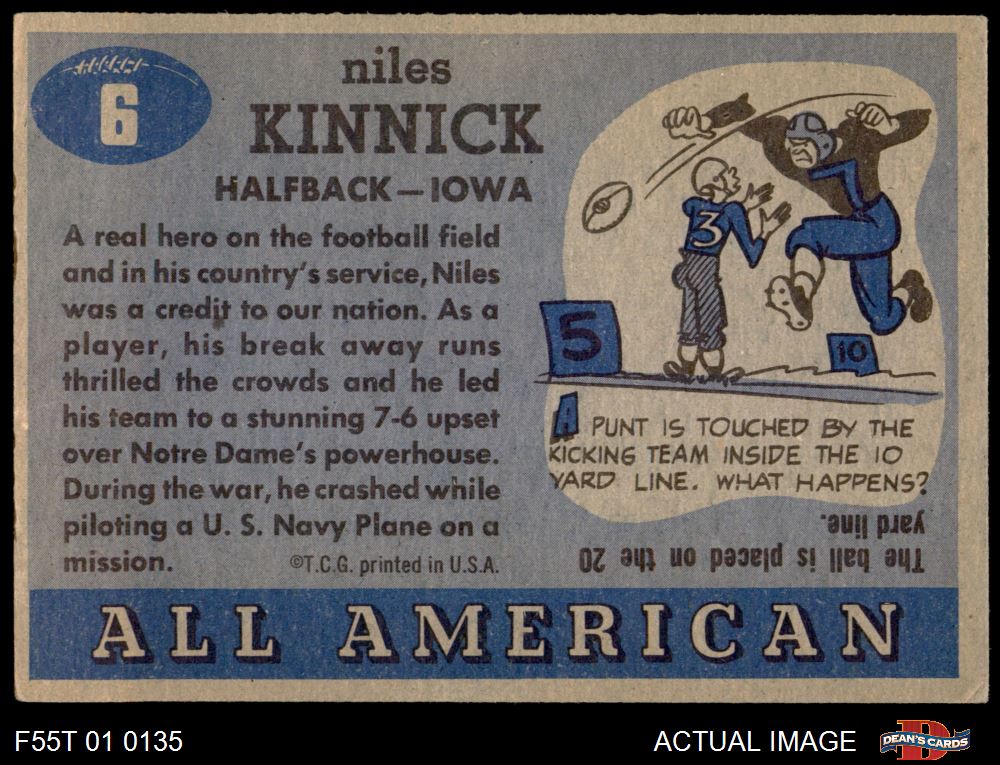 6
niles
KINNICK
HALFBACK—IOWA
A real hero on the football field
and in his country's service, Niles
was a credit to our nation. As a
player, his break away runs
thrilled the crowds and he led
his team to a stunning 7-6 upset
over Notre Dame's powerhouse.
During the war, he crashed while
piloting a U. S. Navy Plane on a
mission.
©T.C.G. printed in U.S.A.
3
5
10
A PUNT IS TOUCHED BY THE
KICKING TEAM INSIDE THE 10
YARD LINE. WHAT HAPPENS?
The ball is placed on the 20
yard line.
ALL AMERICAN
F55T 01 0135
ACTUAL IMAGE
D
DEAN'S CARDS